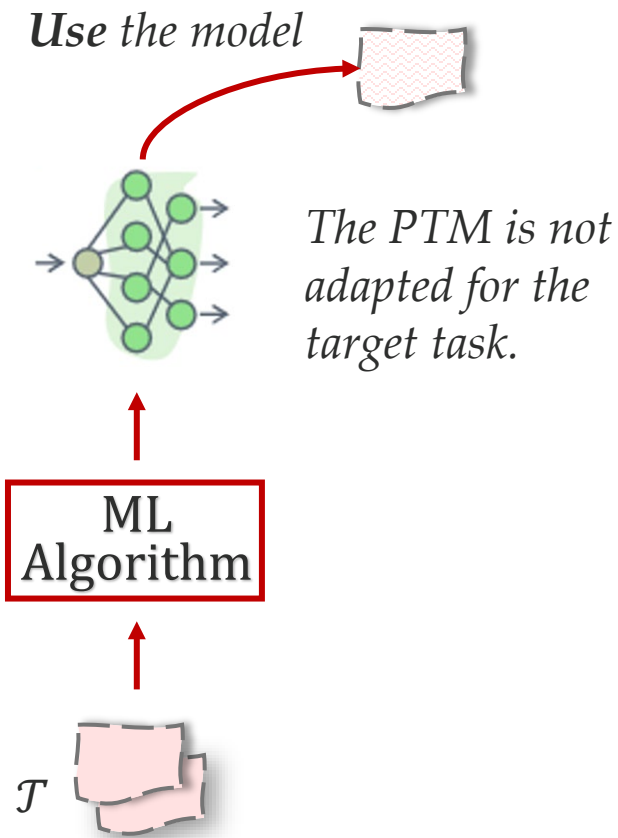 Use the model
The PTM is not
adapted for the
target task.
ML
Algorithm
𝒯